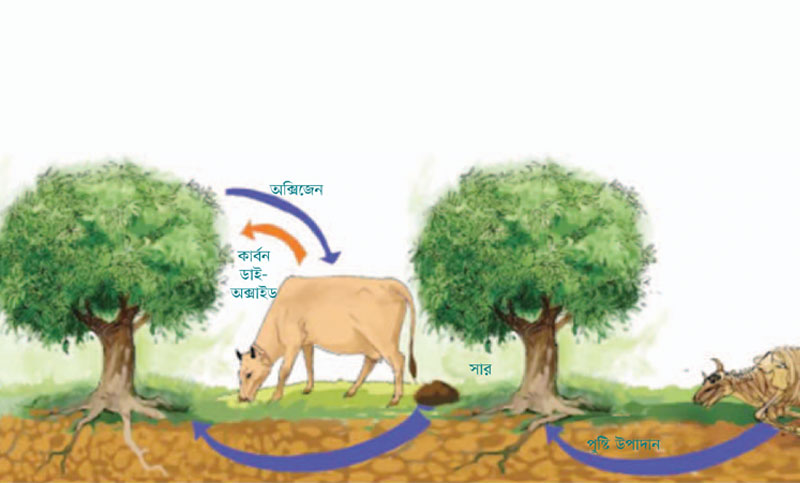 অক্সিজেন
কার্বন
ডাই-
অক্সাইড
সার
পুষ্টি উপাদান